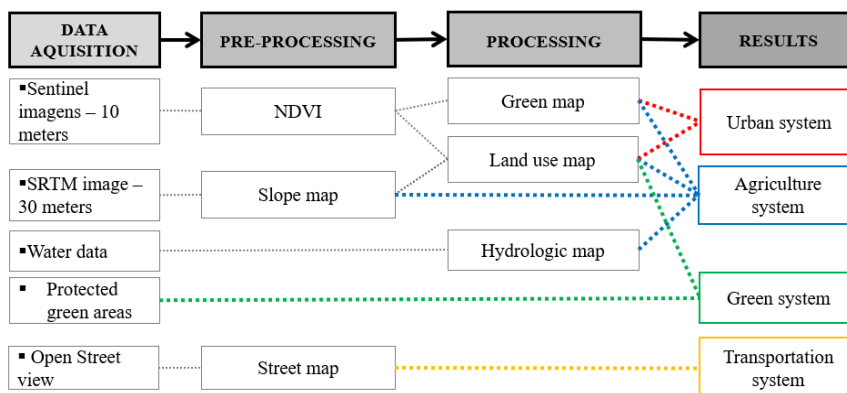 DATA
AQUISITION
PRE-PROCESSING
PROCESSING
RESULTS
▪Sentinel
imagens – 10
meters
NDVI
Green map
Urban system
Land use map
▪SRTM image –
30 meters
Slope map
Agriculture
system
▪Water data
Hydrologic map
▪ Protected
green areas
Green system
▪ Open Street
view
Street map
Transportation
system